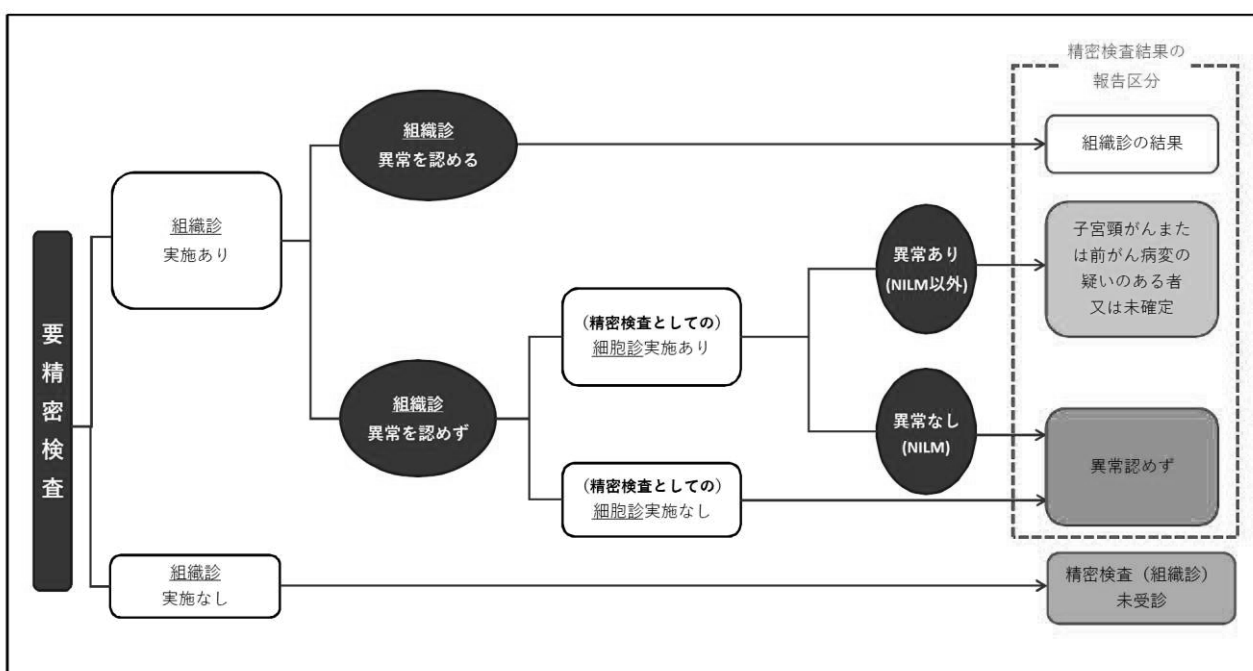 精密検査結果の
報告区分
要精密検査
組織診
実施あり
組織診
異常を認める
組織診の結果
組織診
異常を認めず
(精密検査としての)
細胞診実施あり
異常あり
(NILM以外)
子宮頸がんまた
は前がん病変の
疑いのある者
又は未確定
異常なし
(NILM)
異常認めず
(精密検査としての)
細胞診実施なし
組織診
実施なし
精密検査（組織診）
未受診